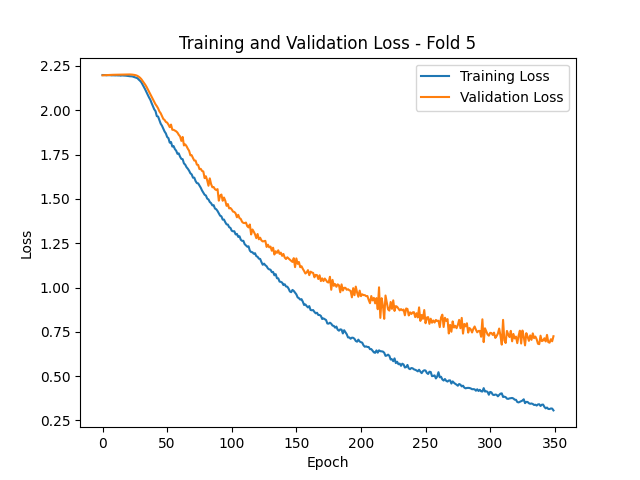 Training and Validation Loss - Fold 5
Training Loss
Validation Loss
Loss
2.25
2.00
1.75
1.50
1.25
1.00
0.75
0.50
0.25
0 50 100 150 200 250 300 350
Epoch